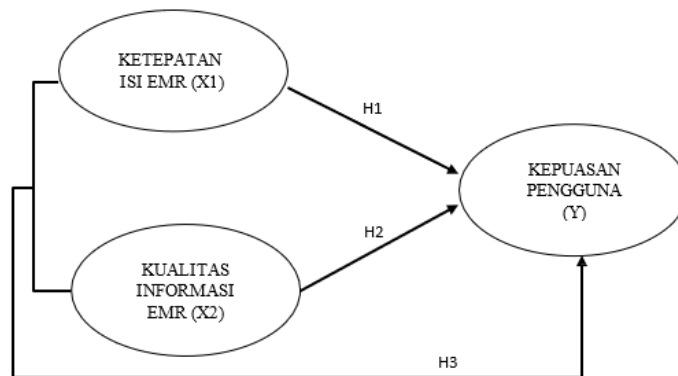 KETEPATAN
ISI EMR (X1)
H1
KEPUASAN
PENGGUNA
(Y)
H2
KUALITAS
INFORMASI
EMR (X2)
H3